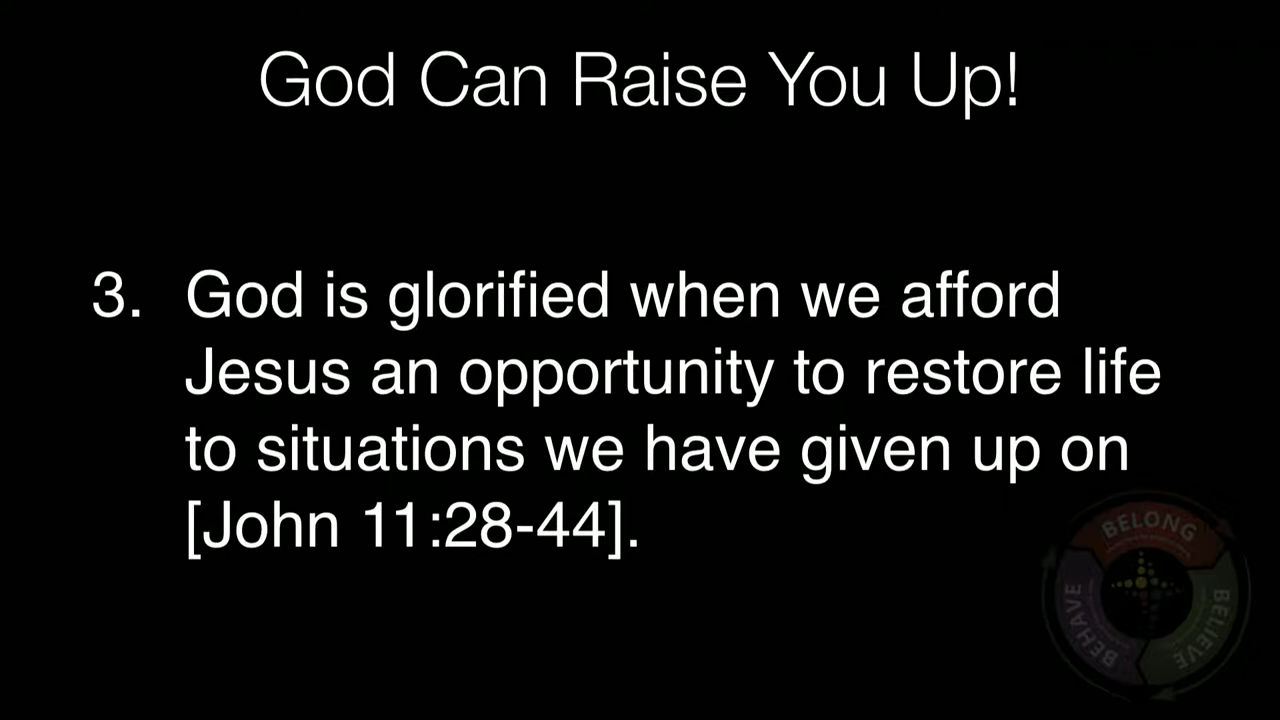 God Can Raise You Up!
3. God is glorified when we afford
Jesus an opportunity to restore life
to situations we have given up on
[John 11:28-44].
BELONG
BELIEVE
BEHAVE